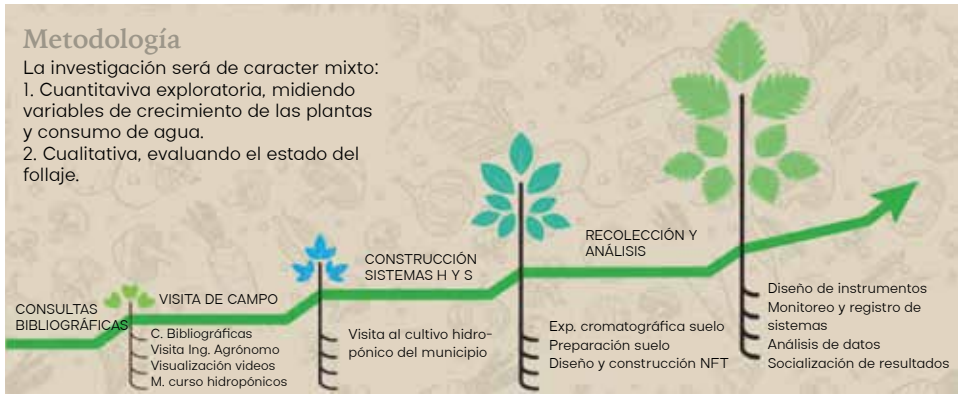 Metodología
La investigación será de caracter mixto:
1. Cuantitaviva exploratoria, midiendo
variables de crecimiento de las plantas
y consumo de agua.
2. Cualitativa, evaluando el estado del
follaje.
CONSULTAS
BIBLIOGRÁFICAS
C. Bibliográficas
Visita Ing. Agrónomo
Visualización videos
M. curso hidropónicos
VISITA DE CAMPO
Visita al cultivo hidro-
pónico del municipio
CONSTRUCCIÓN
SISTEMAS H Y S
Exp. cromatográfica suelo
Preparación suelo
Diseño y construcción NFT
RECOLECCIÓN Y
ANÁLISIS
Diseño de instrumentos
Monitoreo y registro de
sistemas
Análisis de datos
Socialización de resultados